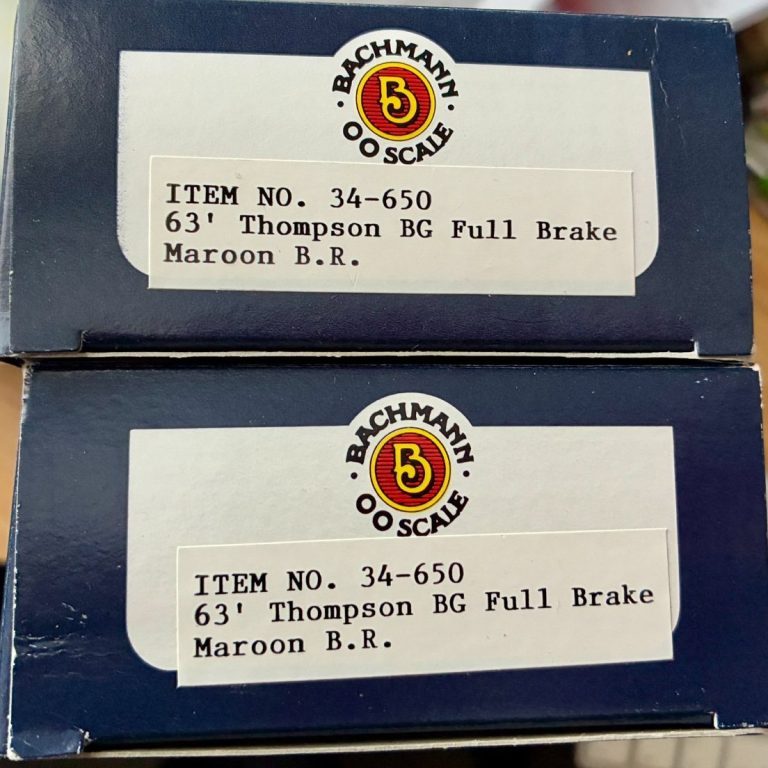 BACHMANN
B
OO SCALE
ITEM NO. 34-650
63' Thompson BG Full Brake
Maroon B.R.
BACHMANN
B
OO SCALE
ITEM NO. 34-650
63' Thompson BG Full Brake
Maroon B.R.